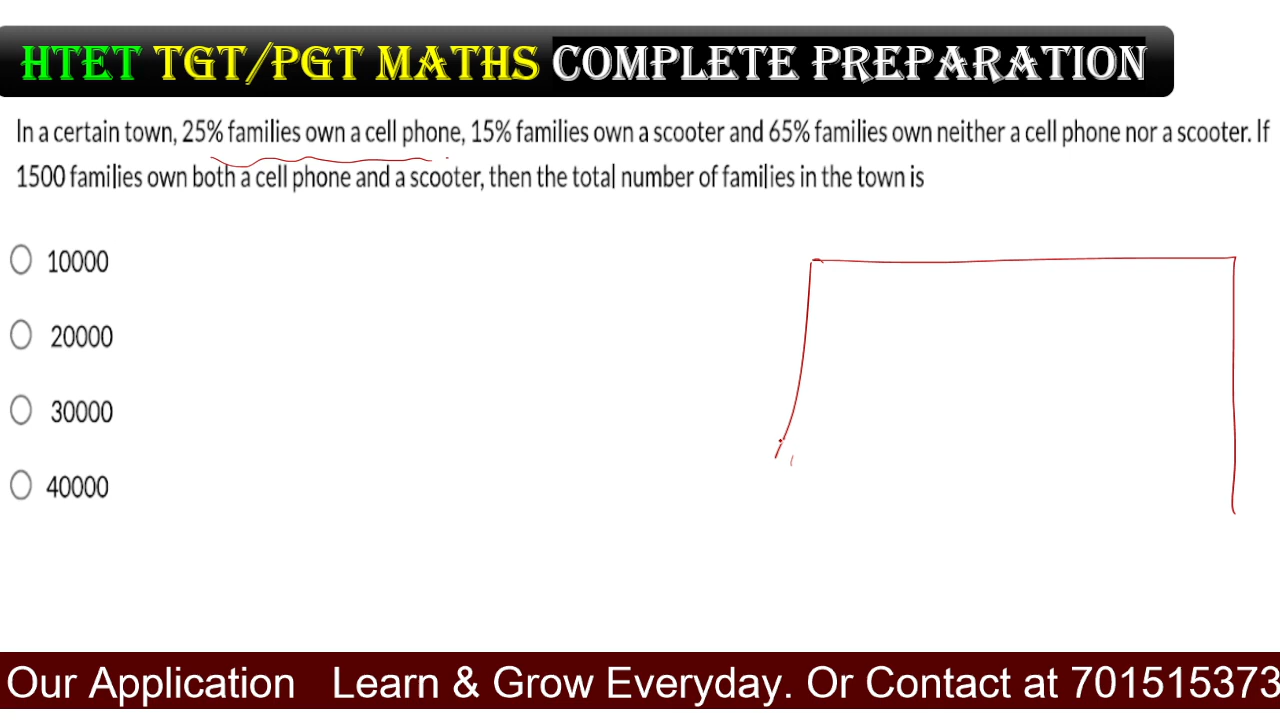 HTET TGT/PGT MATHS COMPLETE PREPARATION
In a certain town, 25% families own a cell phone, 15% families own a scooter and 65% families own neither a cell phone nor a scooter. If
1500 families own both a cell phone and a scooter, then the total number of families in the town is
10000
20000
30000
40000
Our Application Learn & Grow Everyday. Or Contact at 701515373